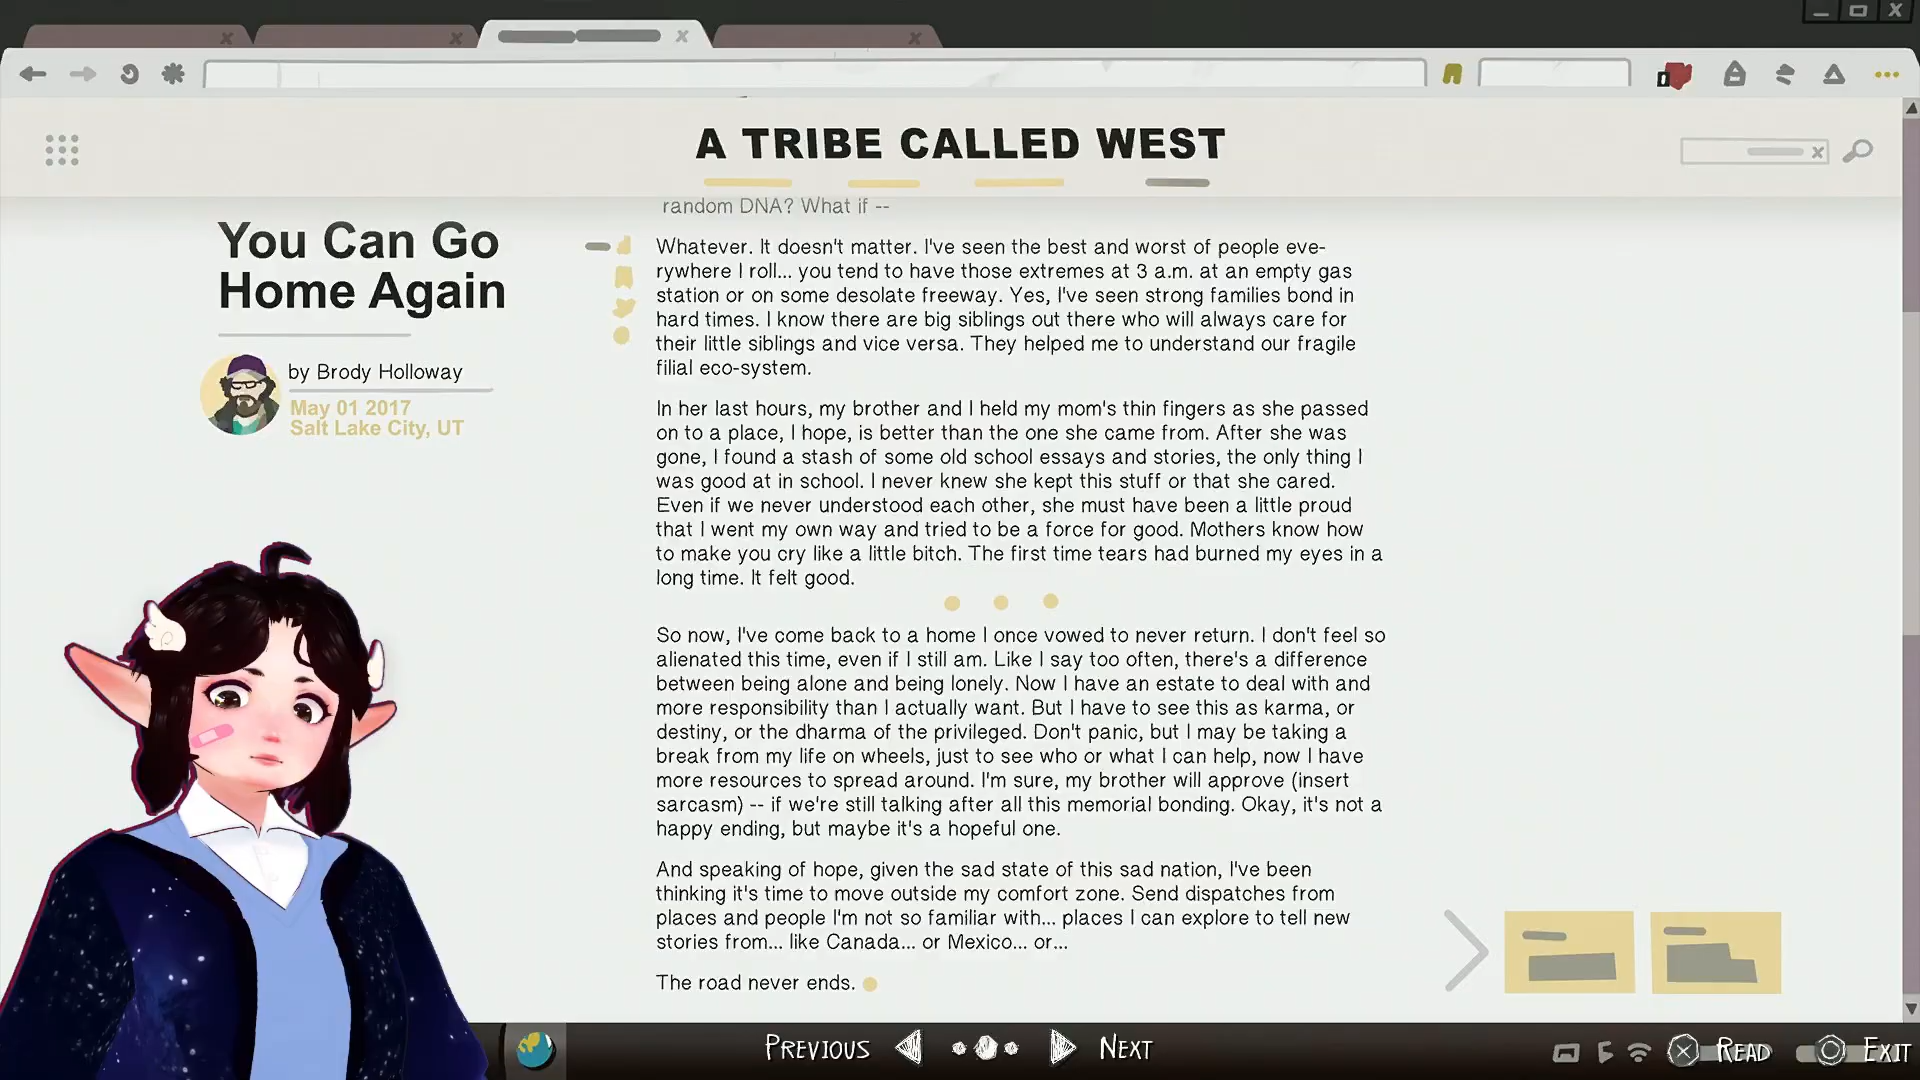 A TRIBE CALLED WEST
You Can Go
Home Again
by Brody Holloway
May 01 2017
Salt Lake City, UT
random DNA? What if --
Whatever. It doesn't matter. I've seen the best and worst of people eve-
rywhere I roll... you tend to have those extremes at 3 a.m. at an empty gas
station or on some desolate freeway. Yes, I've seen strong families bond in
hard times. I know there are big siblings out there who will always care for
their little siblings and vice versa. They helped me to understand our fragile
filial eco-system.
In her last hours, my brother and I held my mom's thin fingers as she passed
on to a place, I hope, is better than the one she came from. After she was
gone, I found a stash of some old school essays and stories, the only thing I
was good at in school. I never knew she kept this stuff or that she cared.
Even if we never understood each other, she must have been a little proud
that I went my own way and tried to be a force for good. Mothers know how
to make you cry like a little bitch. The first time tears had burned my eyes in a
long time. It felt good.
So now, I've come back to a home I once vowed to never return. I don't feel so
alienated this time, even if I still am. Like I say too often, there's a difference
between being alone and being lonely. Now I have an estate to deal with and
more responsibility than I actually want. But I have to see this as karma, or
destiny, or the dharma of the privileged. Don't panic, but I may be taking a
break from my life on wheels, just to see who or what I can help, now I have
more resources to spread around. I'm sure, my brother will approve (insert
sarcasm) -- if we're still talking after all this memorial bonding. Okay, it's not a
happy ending, but maybe it's a hopeful one.
And speaking of hope, given the sad state of this sad nation, I've been
thinking it's time to move outside my comfort zone. Send dispatches from
places and people I'm not so familiar with... places I can explore to tell new
stories from... like Canada... or Mexico... or...
The road never ends.
PREVIOUS NEXT READ EXIT